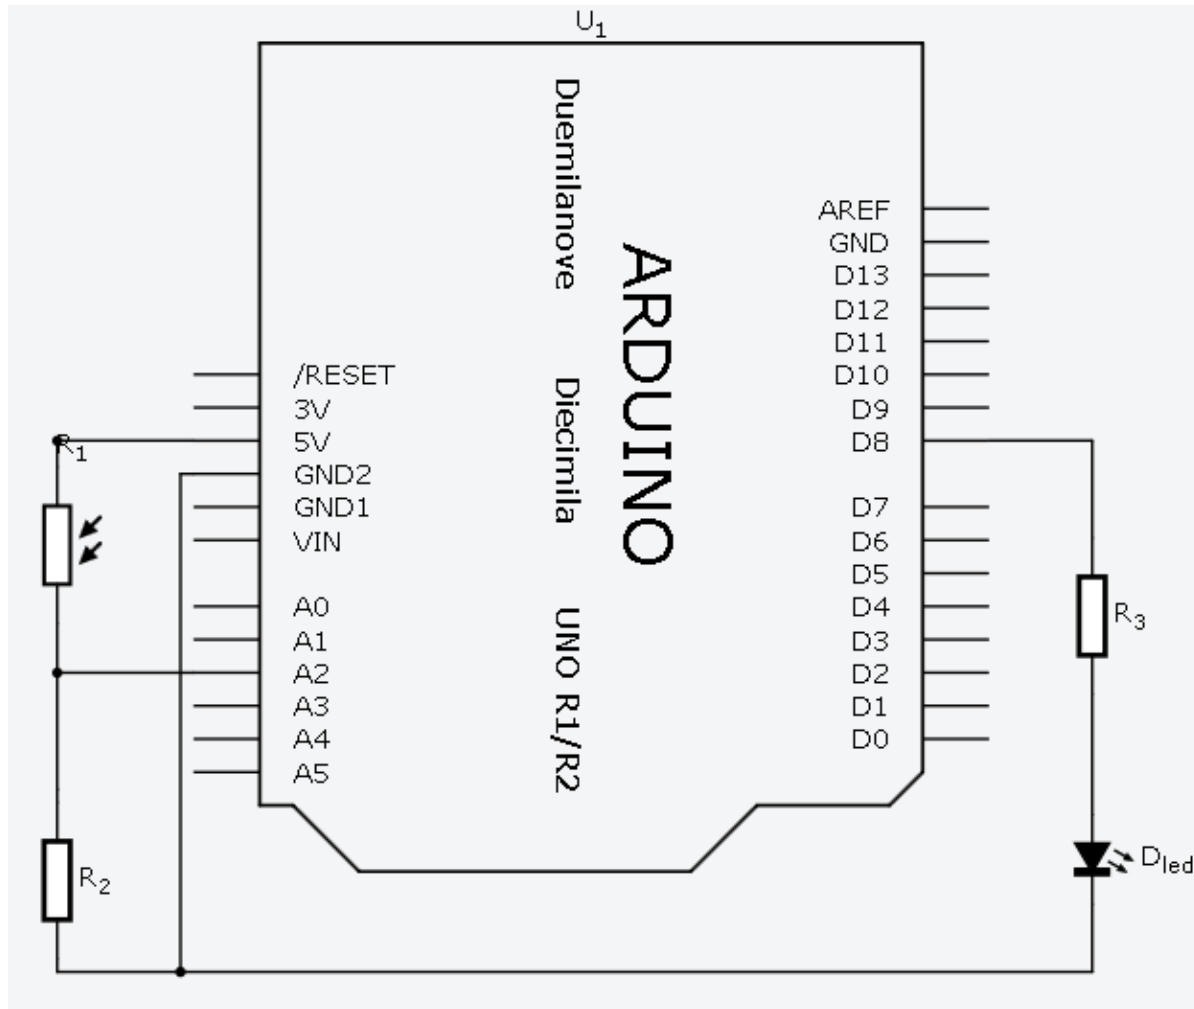 U1
Duemilanove
Diecimila
UNO R1/R2
ARDUINO
/RESET
3V
5V
GND2
GND1
VIN
A0
A1
A2
A3
A4
A5
AREF
GND
D13
D12
D11
D10
D9
D8
D7
D6
D5
D4
D3
D2
D1
D0
R1
R2
R3
Dled